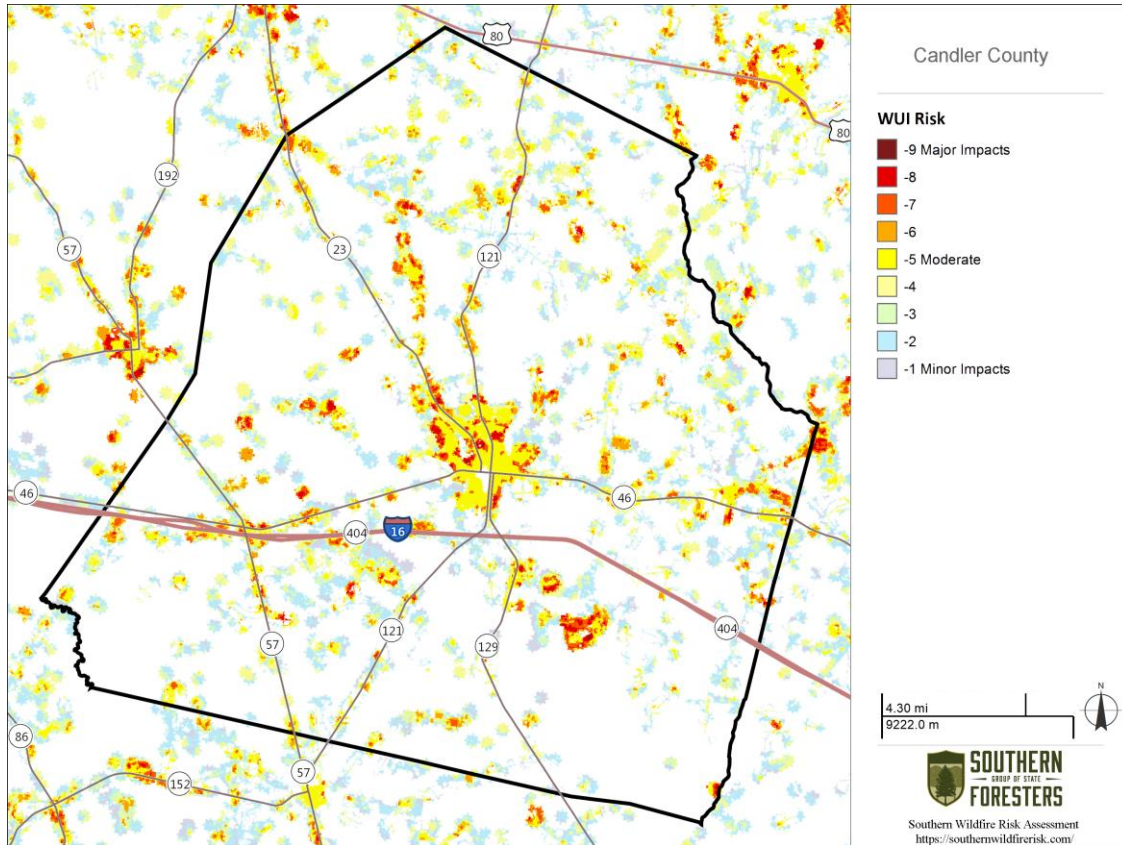 Candler County
WUI Risk
-9 Major Impacts
-8
-7
-6
-5 Moderate
-4
-3
-2
-1 Minor Impacts
80
80
192
57
23
121
46
404
16
46
57
121
129
404
86
152
57
4.30 mi
9222.0 m
N
SOUTHERN
GROUP OF STATE
FORESTERS
Southern Wildfire Risk Assessment
https://southernwildfirerisk.com/